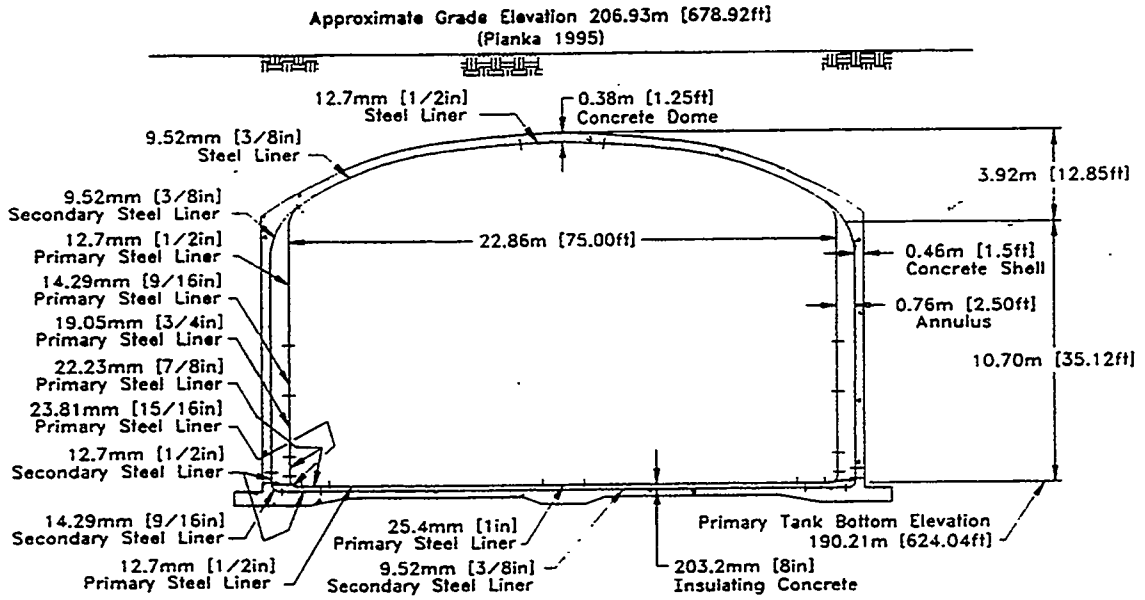 Approximate Grade Elevation 206.93m [678.92ft]
(Pianka 1995)
12.7mm [1/2in]
Steel Liner
0.38m [1.25ft]
Concrete Dome
9.52mm [3/8in]
Steel Liner
3.92m [12.85ft]
9.52mm [3/8in]
Secondary Steel Liner
12.7mm [1/2in]
Primary Steel Liner
22.86m [75.00ft]
0.46m [1.5ft]
Concrete Shell
14.29mm [9/16in]
Primary Steel Liner
0.76m [2.50ft]
Annulus
19.05mm [3/4in]
Primary Steel Liner
10.70m [35.12ft]
22.23mm [7/8in]
Primary Steel Liner
23.81mm [15/16in]
Primary Steel Liner
12.7mm [1/2in]
Secondary Steel Liner
14.29mm [9/16in]
Secondary Steel Liner
12.7mm [1/2in]
Primary Steel Liner
25.4mm [1in]
Primary Steel Liner
9.52mm [3/8in]
Secondary Steel Liner
203.2mm [8in]
Insulating Concrete
Primary Tank Bottom Elevation
190.21m [624.04ft]